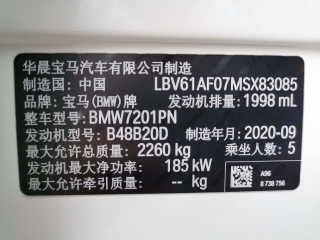 华晨宝马汽车有限公司制造
制造国: 中国 LBV61AF07MSX83085
品牌: 宝马(BMW)牌 发动机排量: 1998 mL
整车型号: BMW7201PN
发动机型号: B48B20D 制造年月: 2020-09
最大允许总质量: 2260 kg 乘坐人数: 5
发动机最大净功率: 185 kW
最大允许牵引质量: -- kg
A96
8 738 756